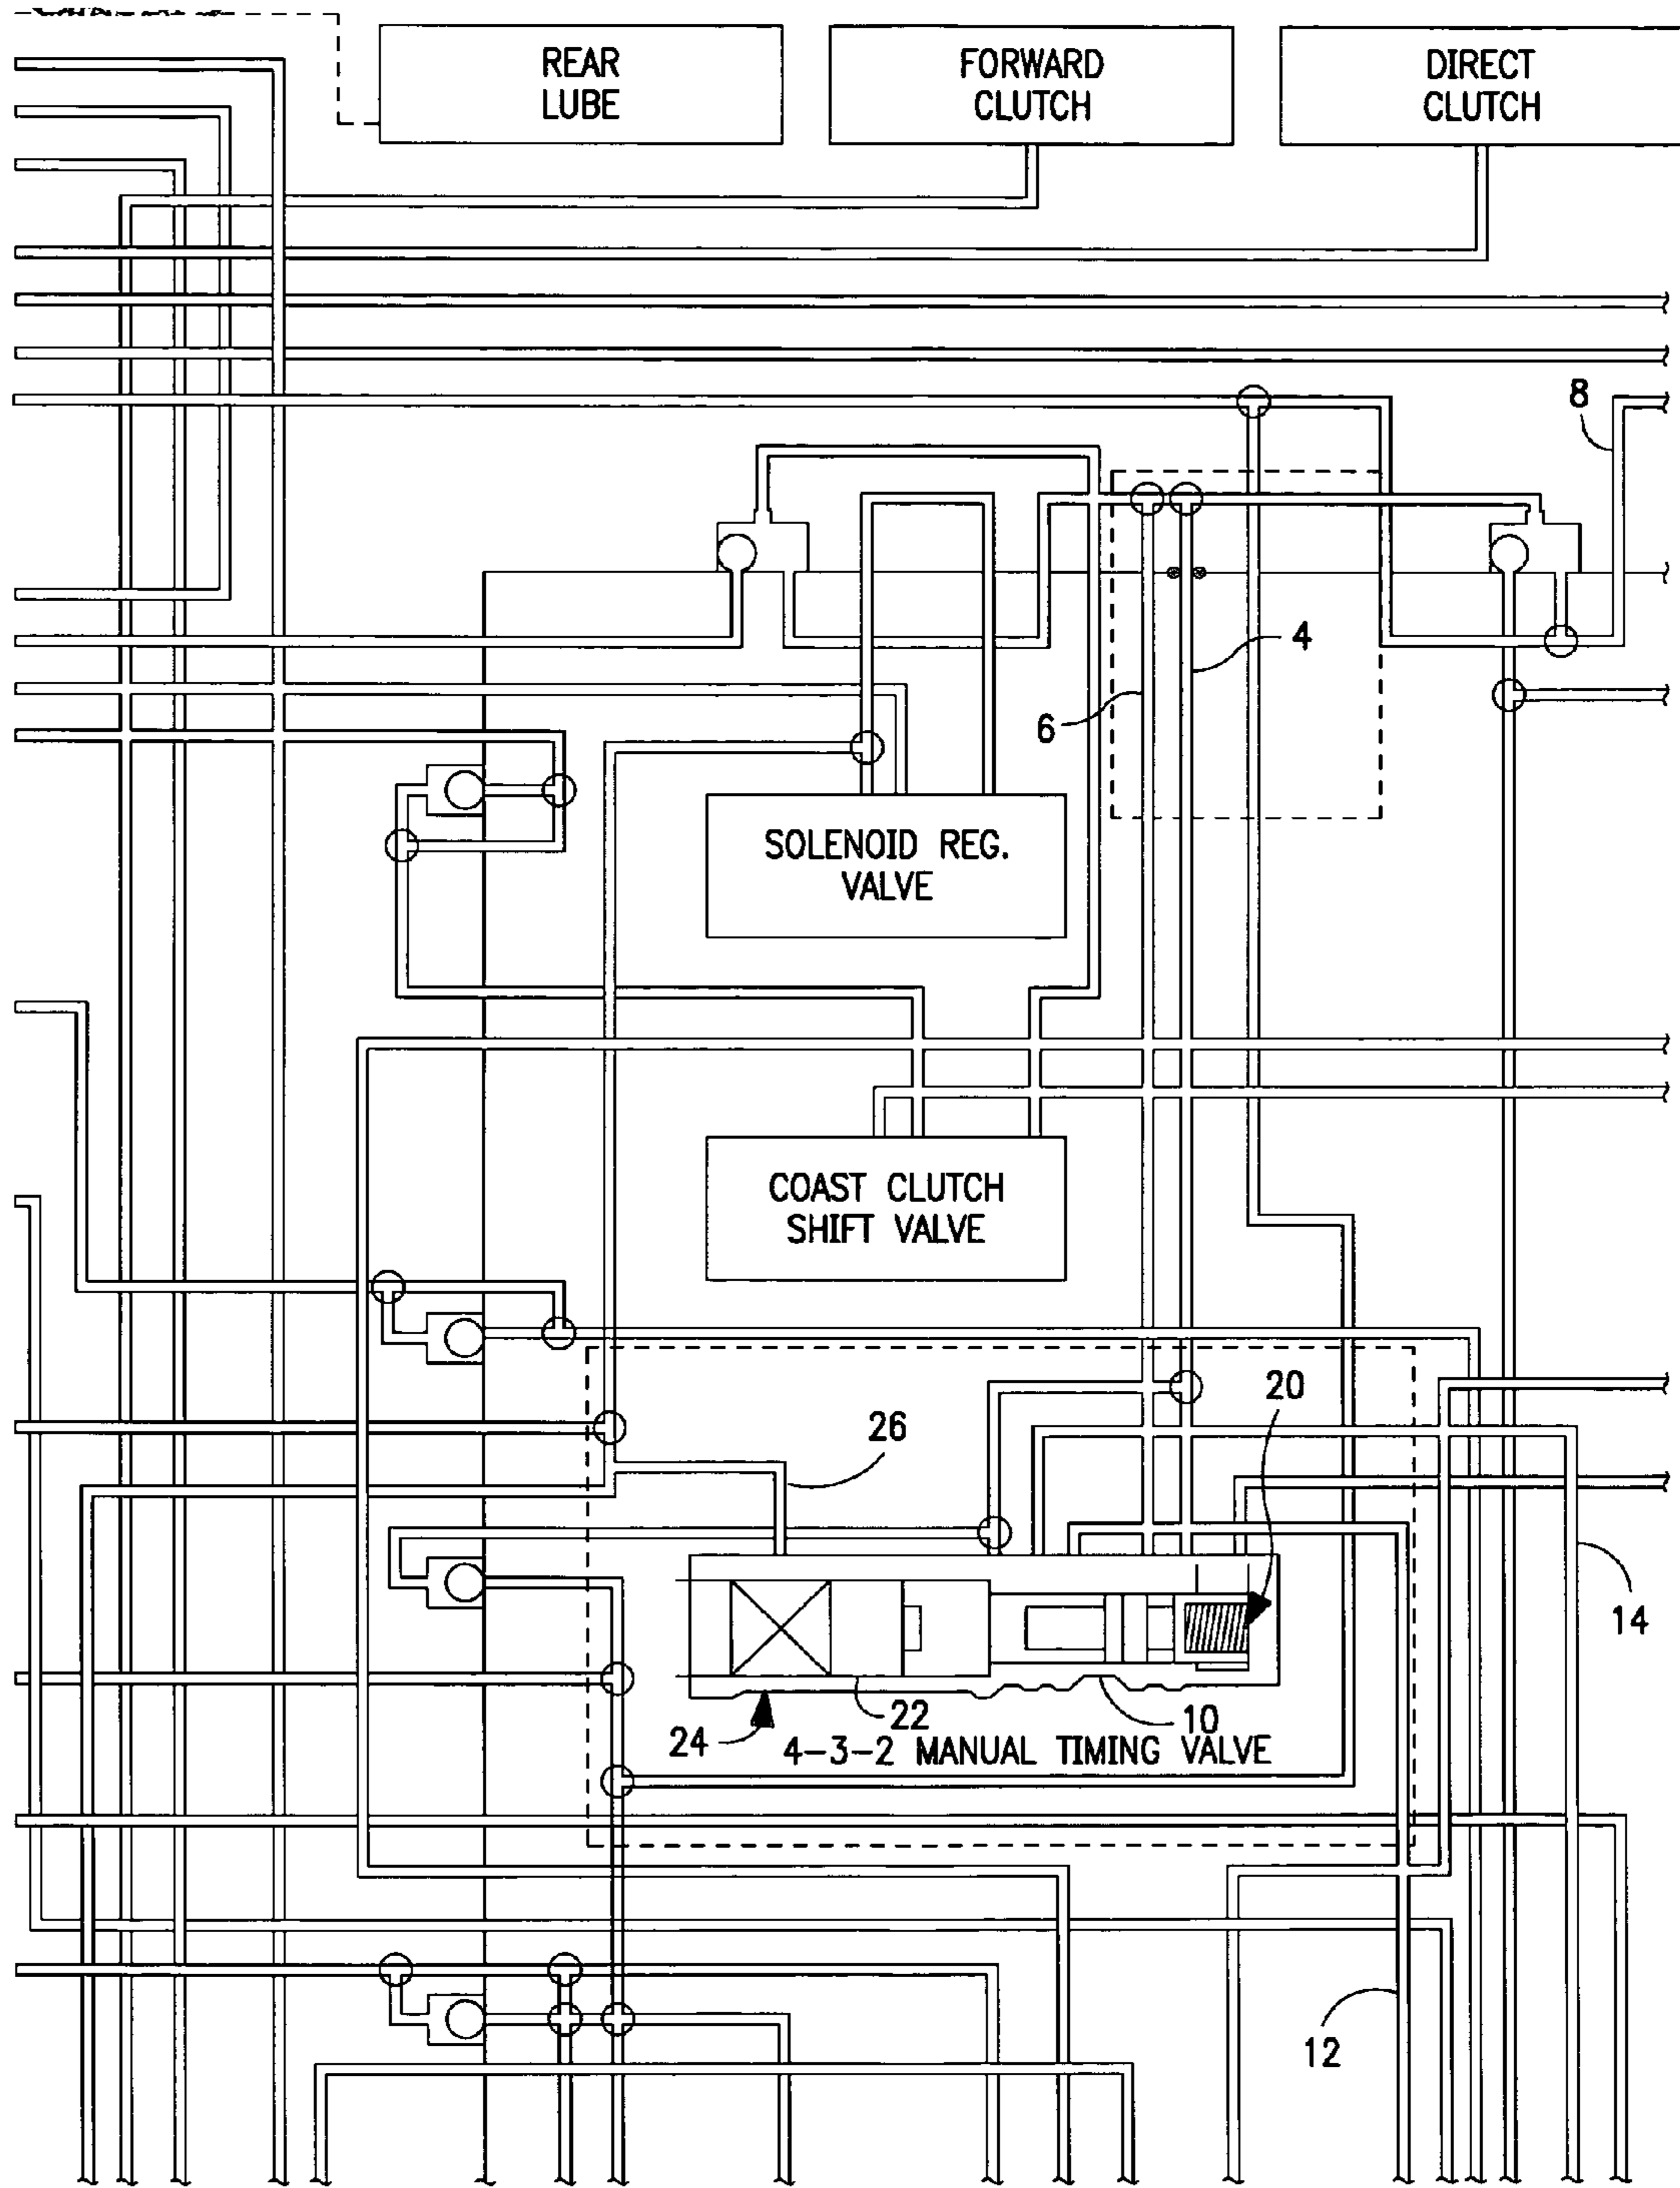 REAR
LUBE
FORWARD
CLUTCH
DIRECT
CLUTCH
8
4
6
SOLENOID REG.
VALVE
COAST CLUTCH
SHIFT VALVE
20
26
14
22
10
24
4-3-2 MANUAL TIMING VALVE
12